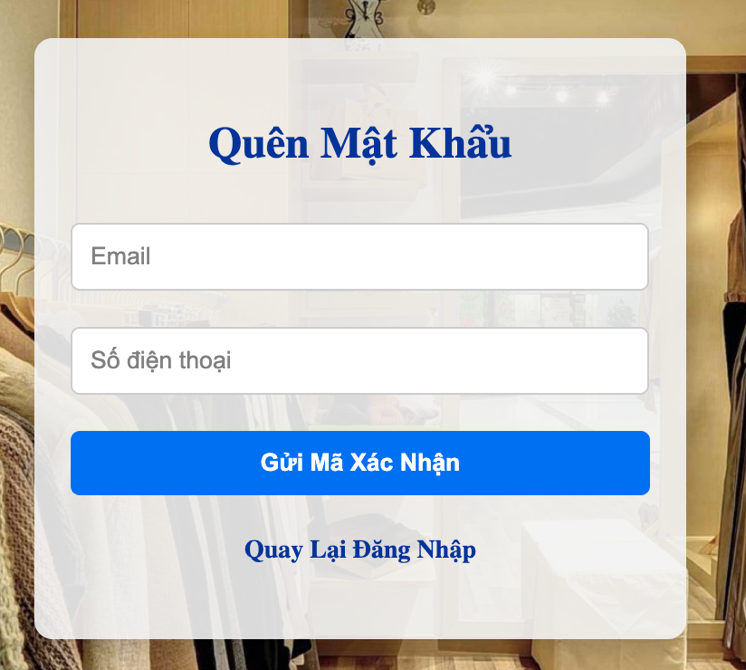 Quên Mật Khẩu
Email
Số điện thoại
Gửi Mã Xác Nhận
Quay Lại Đăng Nhập